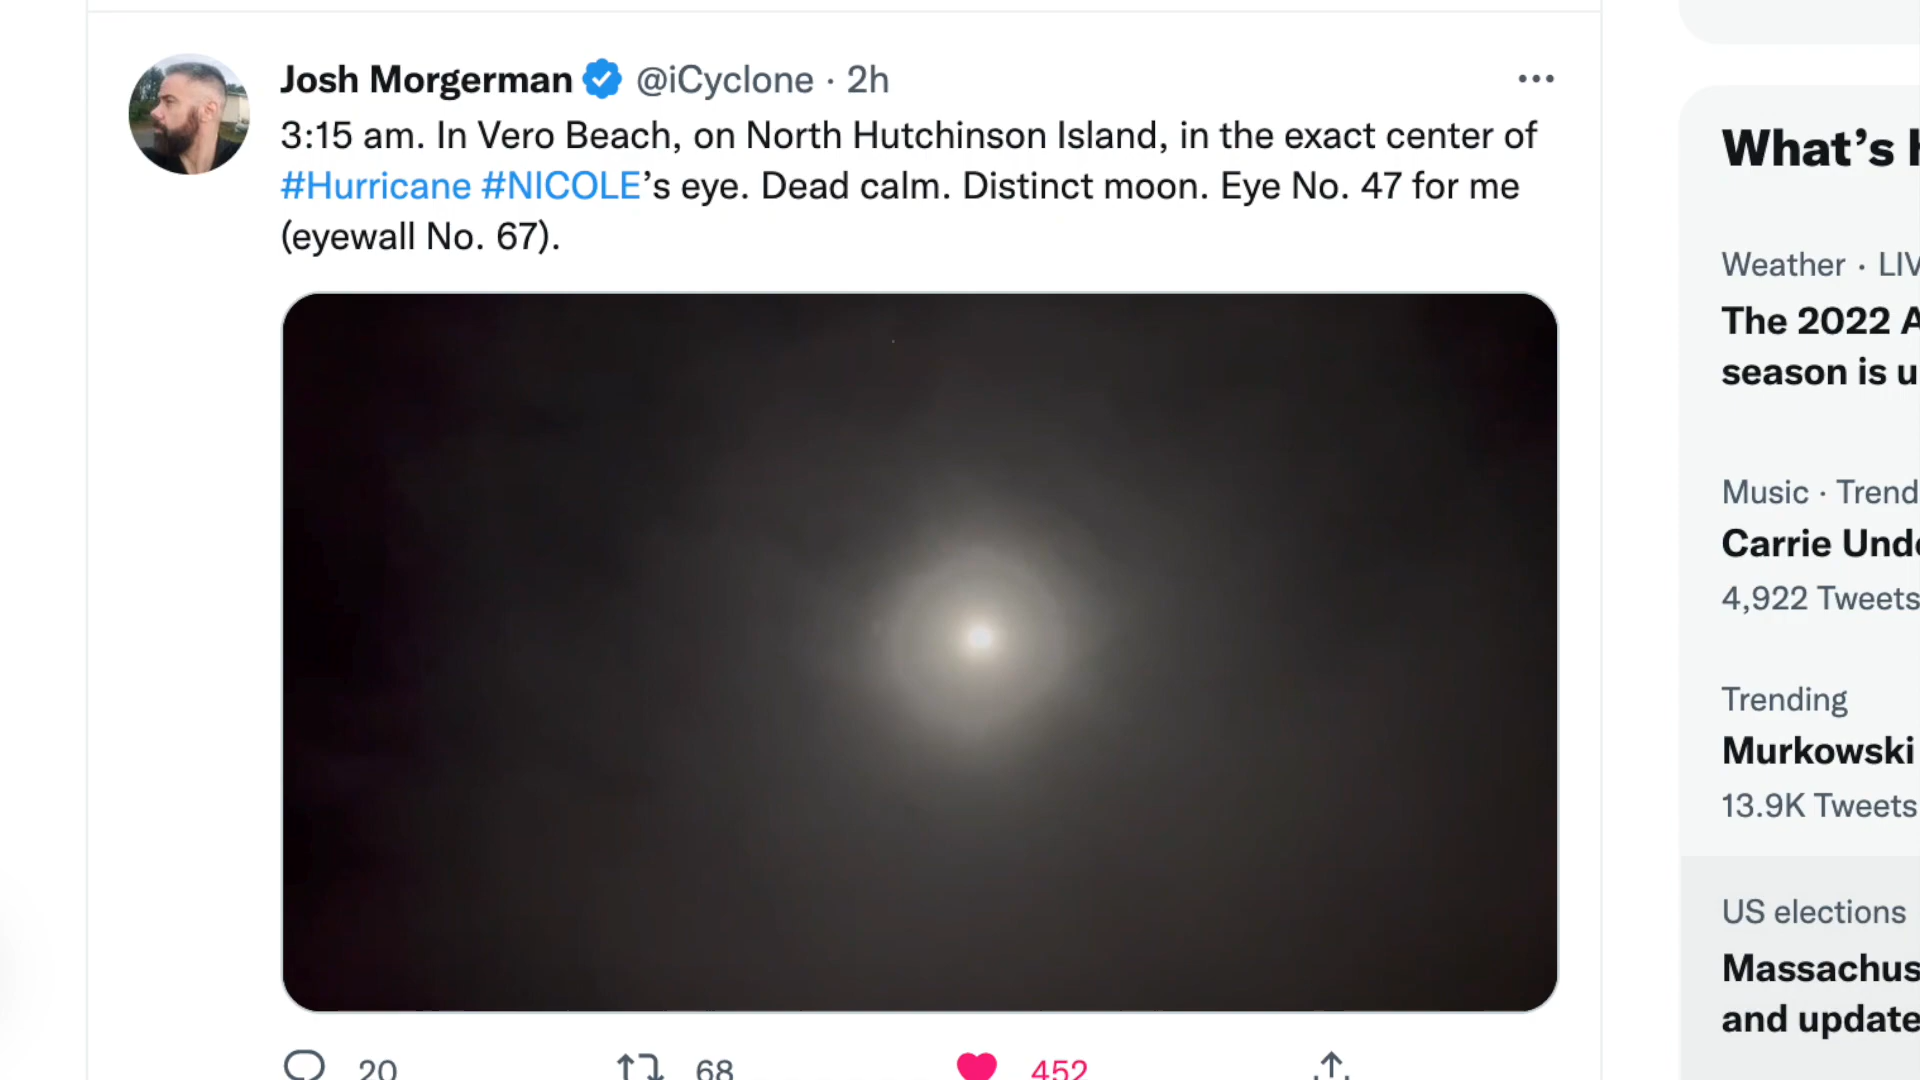 Josh Morgerman @iCyclone · 2h
3:15 am. In Vero Beach, on North Hutchinson Island, in the exact center of
#Hurricane #NICOLE’s eye. Dead calm. Distinct moon. Eye No. 47 for me
(eyewall No. 67).
20 68 452
What’s
Weather · LIV
The 2022 A
season is u
Music · Trend
Carrie Unde
4,922 Tweets
Trending
Murkowski
13.9K Tweets
US elections
Massachus
and update